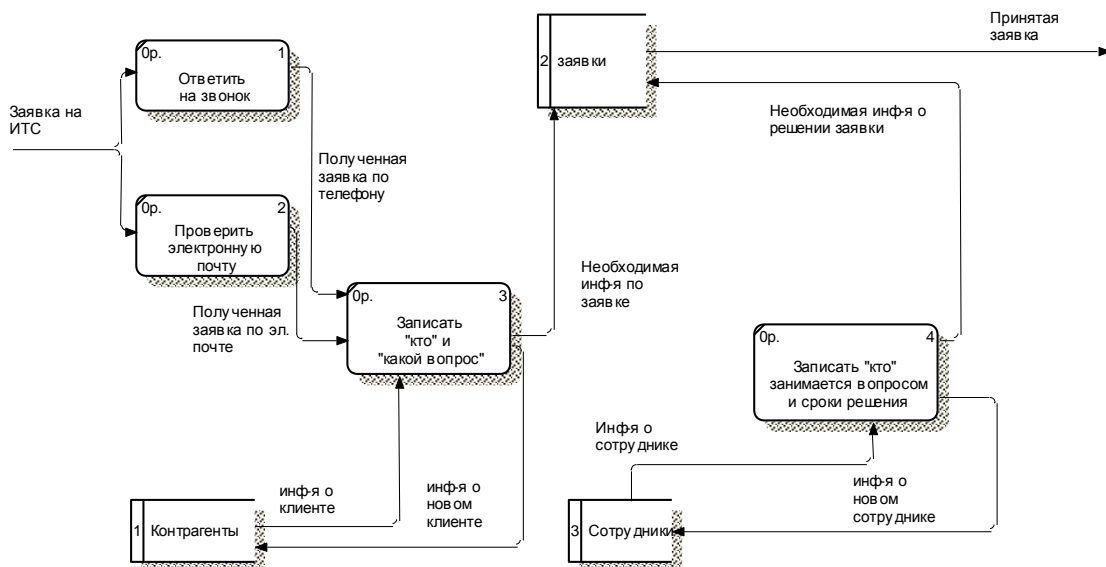 Заявка на
ИТС
0р.
1
Ответить
на звонок
0р.
2
Проверить
электронную
почту
Полученная
заявка по
телефону
Полученная
заявка по эл.
почте
0р.
3
Записать
"кто" и
"какой вопрос"
1
Контрагенты
инф-я о
клиенте
инф-я о
новом
клиенте
2
заявки
Принятая
заявка
Необходимая инф-я о
решении заявки
Необходимая
инф-я по
заявке
0р.
4
Записать "кто"
занимается вопросом
и сроки решения
Инф-я о
сотруднике
3
Сотрудники
инф-я о
новом
сотруднике